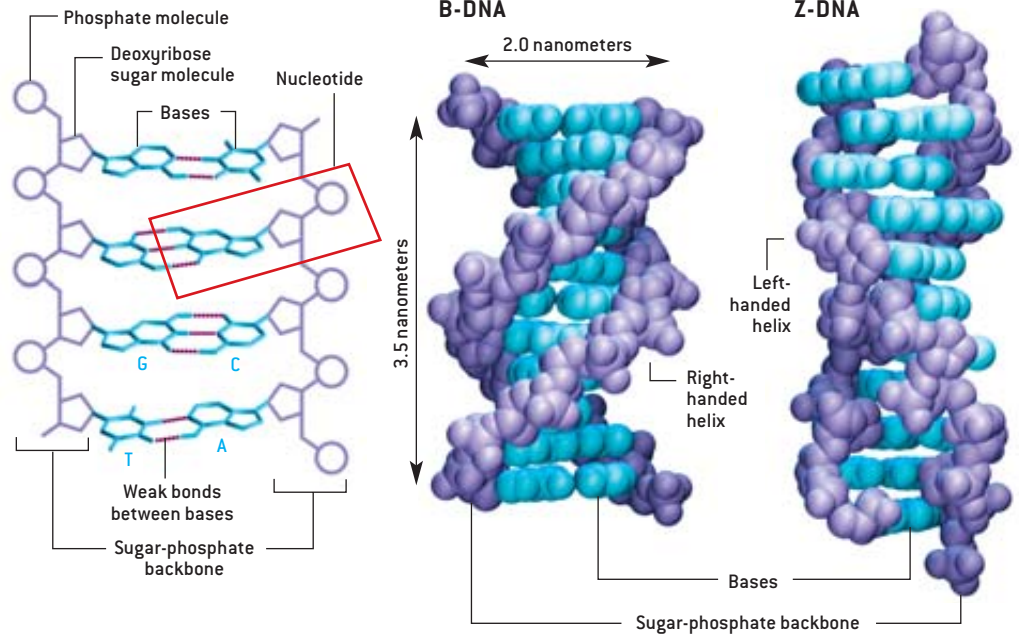 Phosphate molecule
Deoxyribose
sugar molecule
Nucleotide
Bases
G
C
T
A
Weak bonds
between bases
Sugar-phosphate
backbone
B-DNA
2.0 nanometers
3.5 nanometers
Right-
handed
helix
Z-DNA
Left-
handed
helix
Bases
Sugar-phosphate backbone